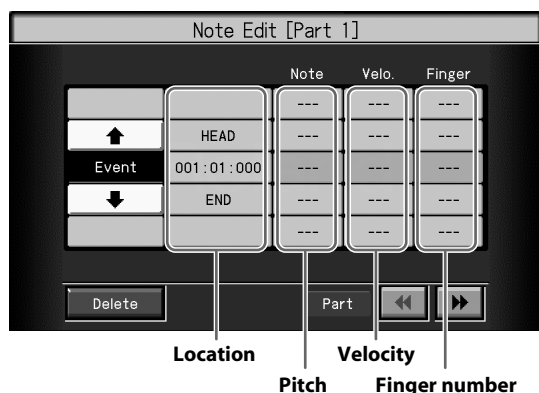 Note Edit [Part 1]
Note Velo. Finger
--- --- ---
HEAD --- --- ---
Event 001:01:000 --- --- ---
END --- --- ---
--- --- ---
Delete Part
Location Velocity
Pitch Finger number